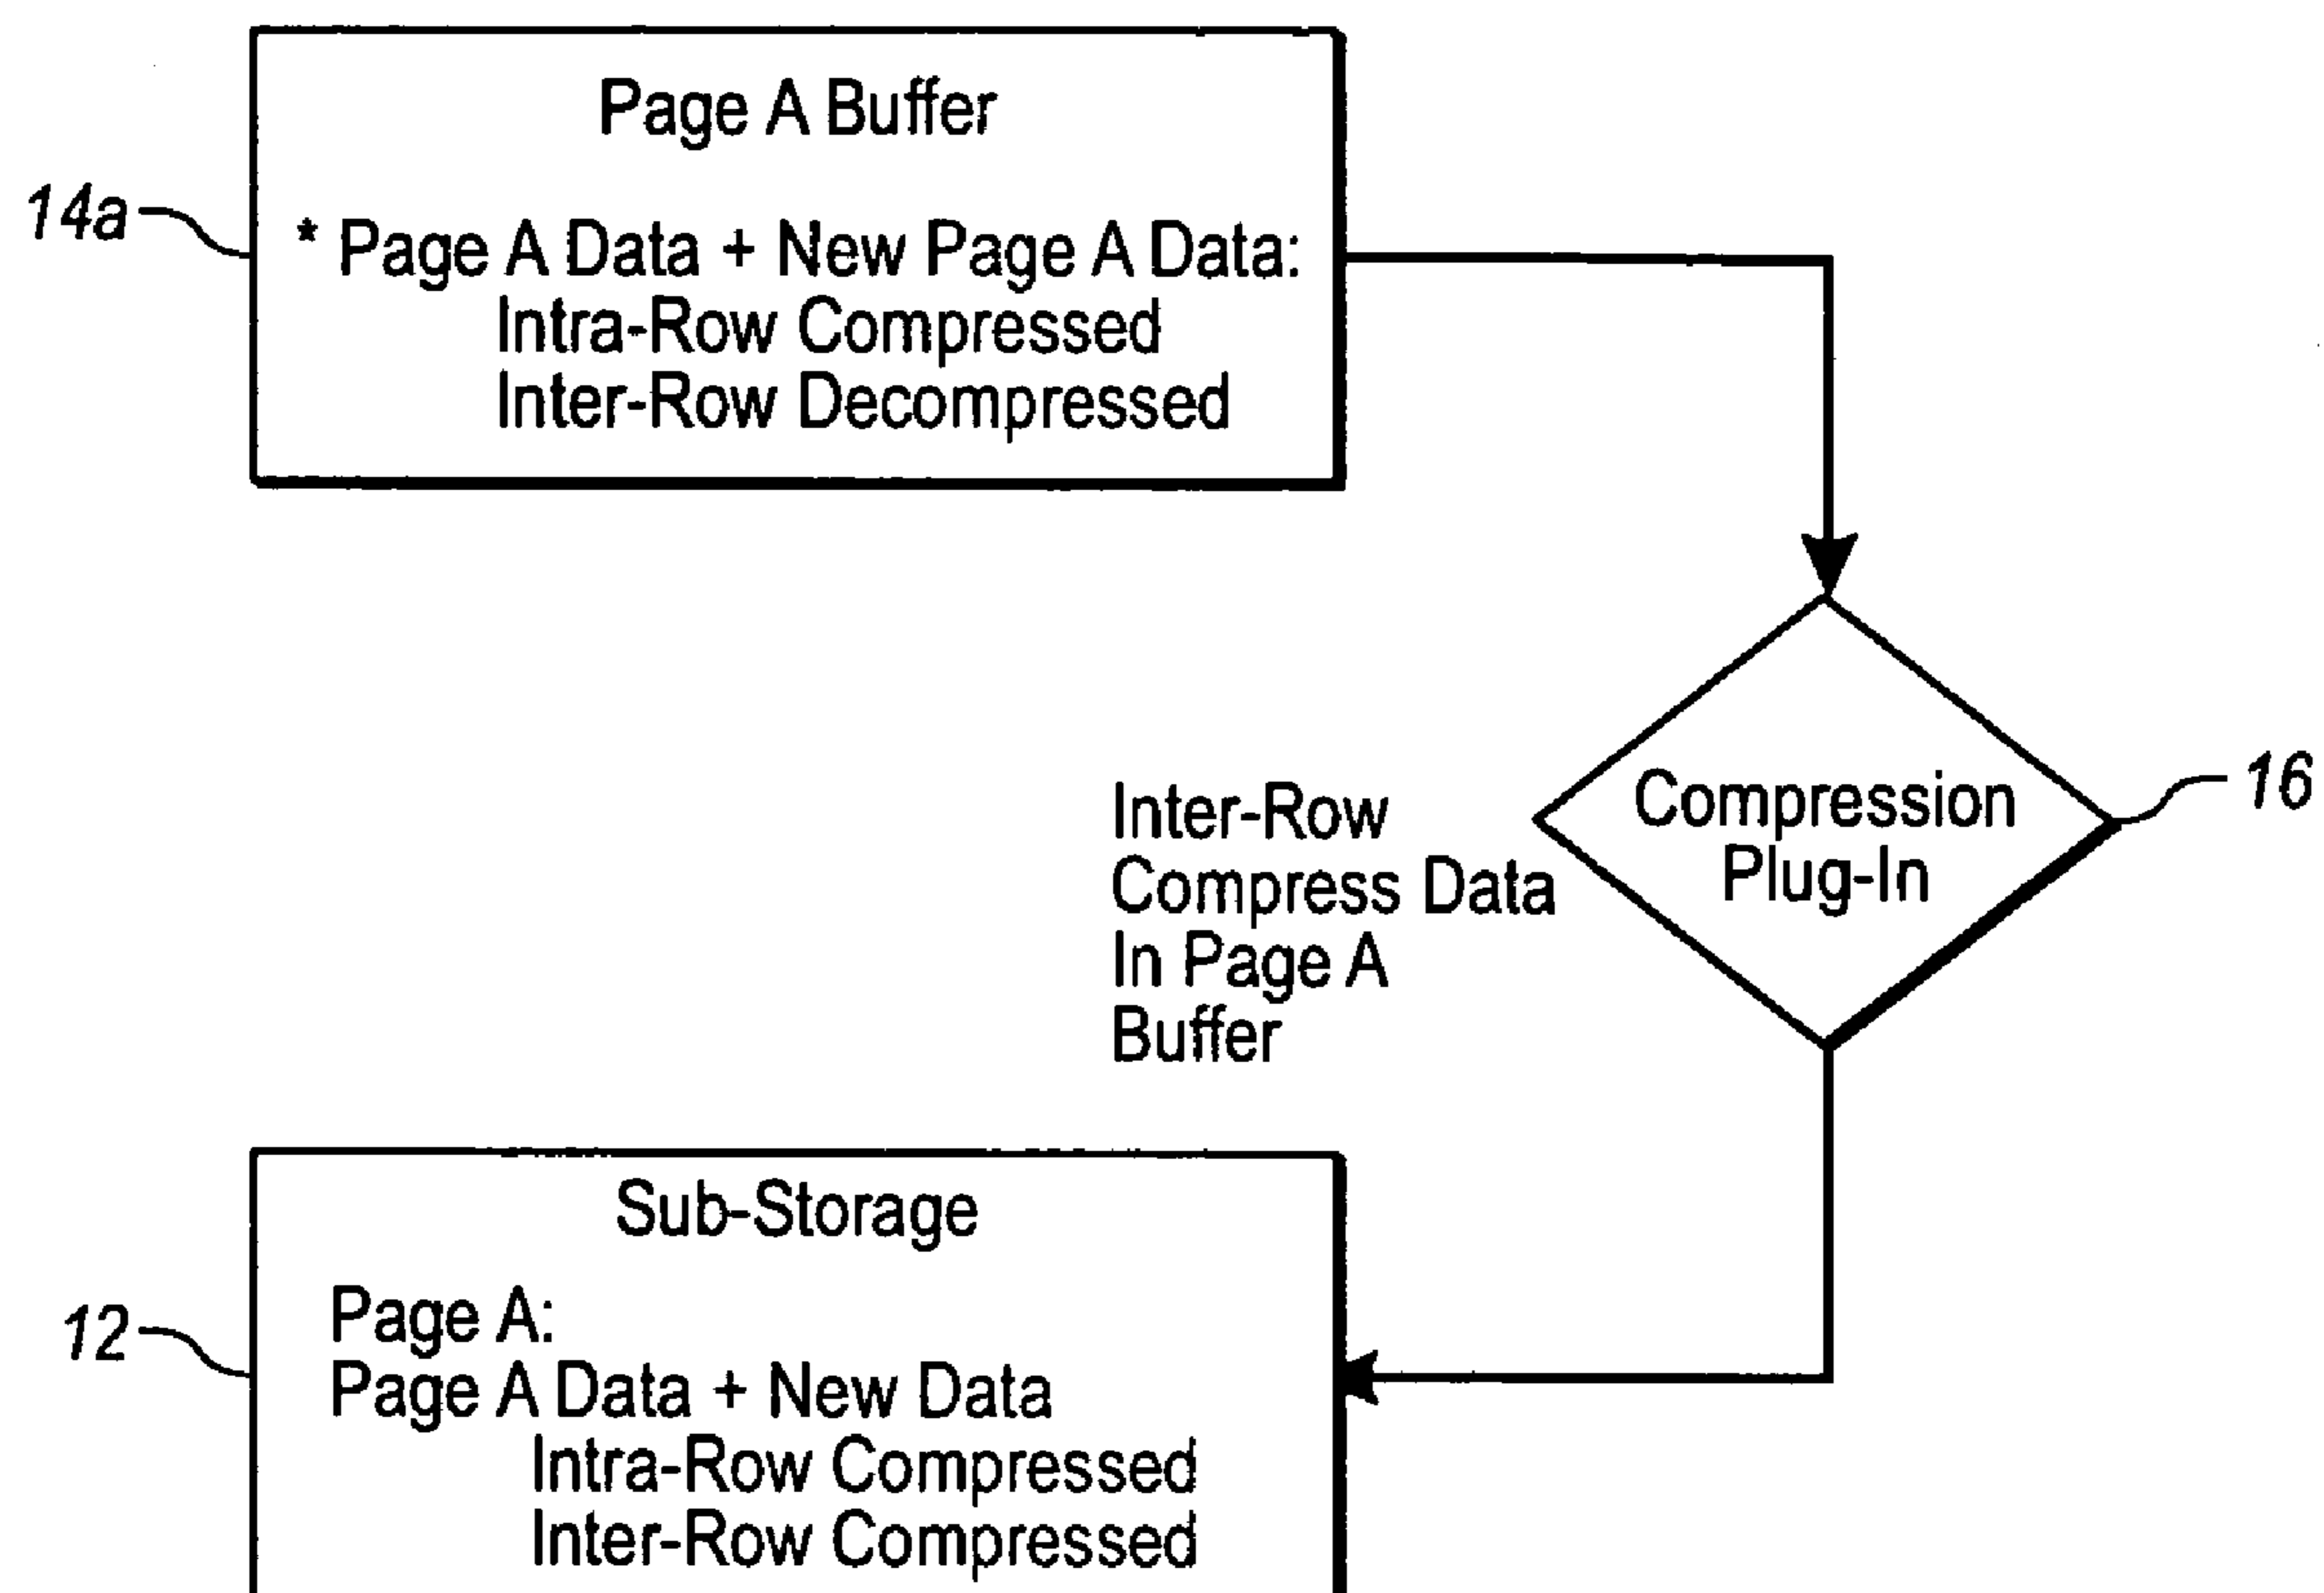 Page A Buffer
14a
* Page A Data + New Page A Data:
Intra-Row Compressed
Inter-Row Decompressed
Compression
Plug-In
16
Inter-Row
Compress Data
In Page A
Buffer
Sub-Storage
12
Page A:
Page A Data + New Data
Intra-Row Compressed
Inter-Row Compressed